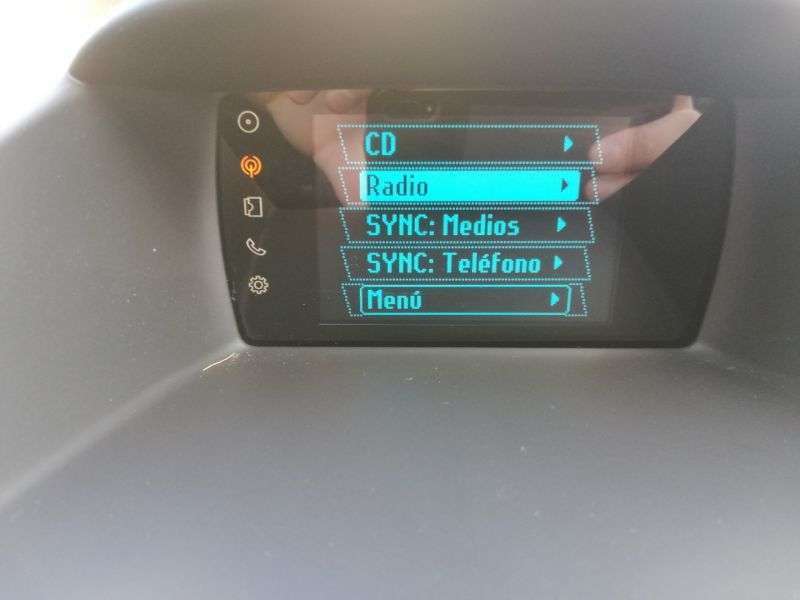 CD
Radio
SYNC: Medios
SYNC: Teléfono
Menú